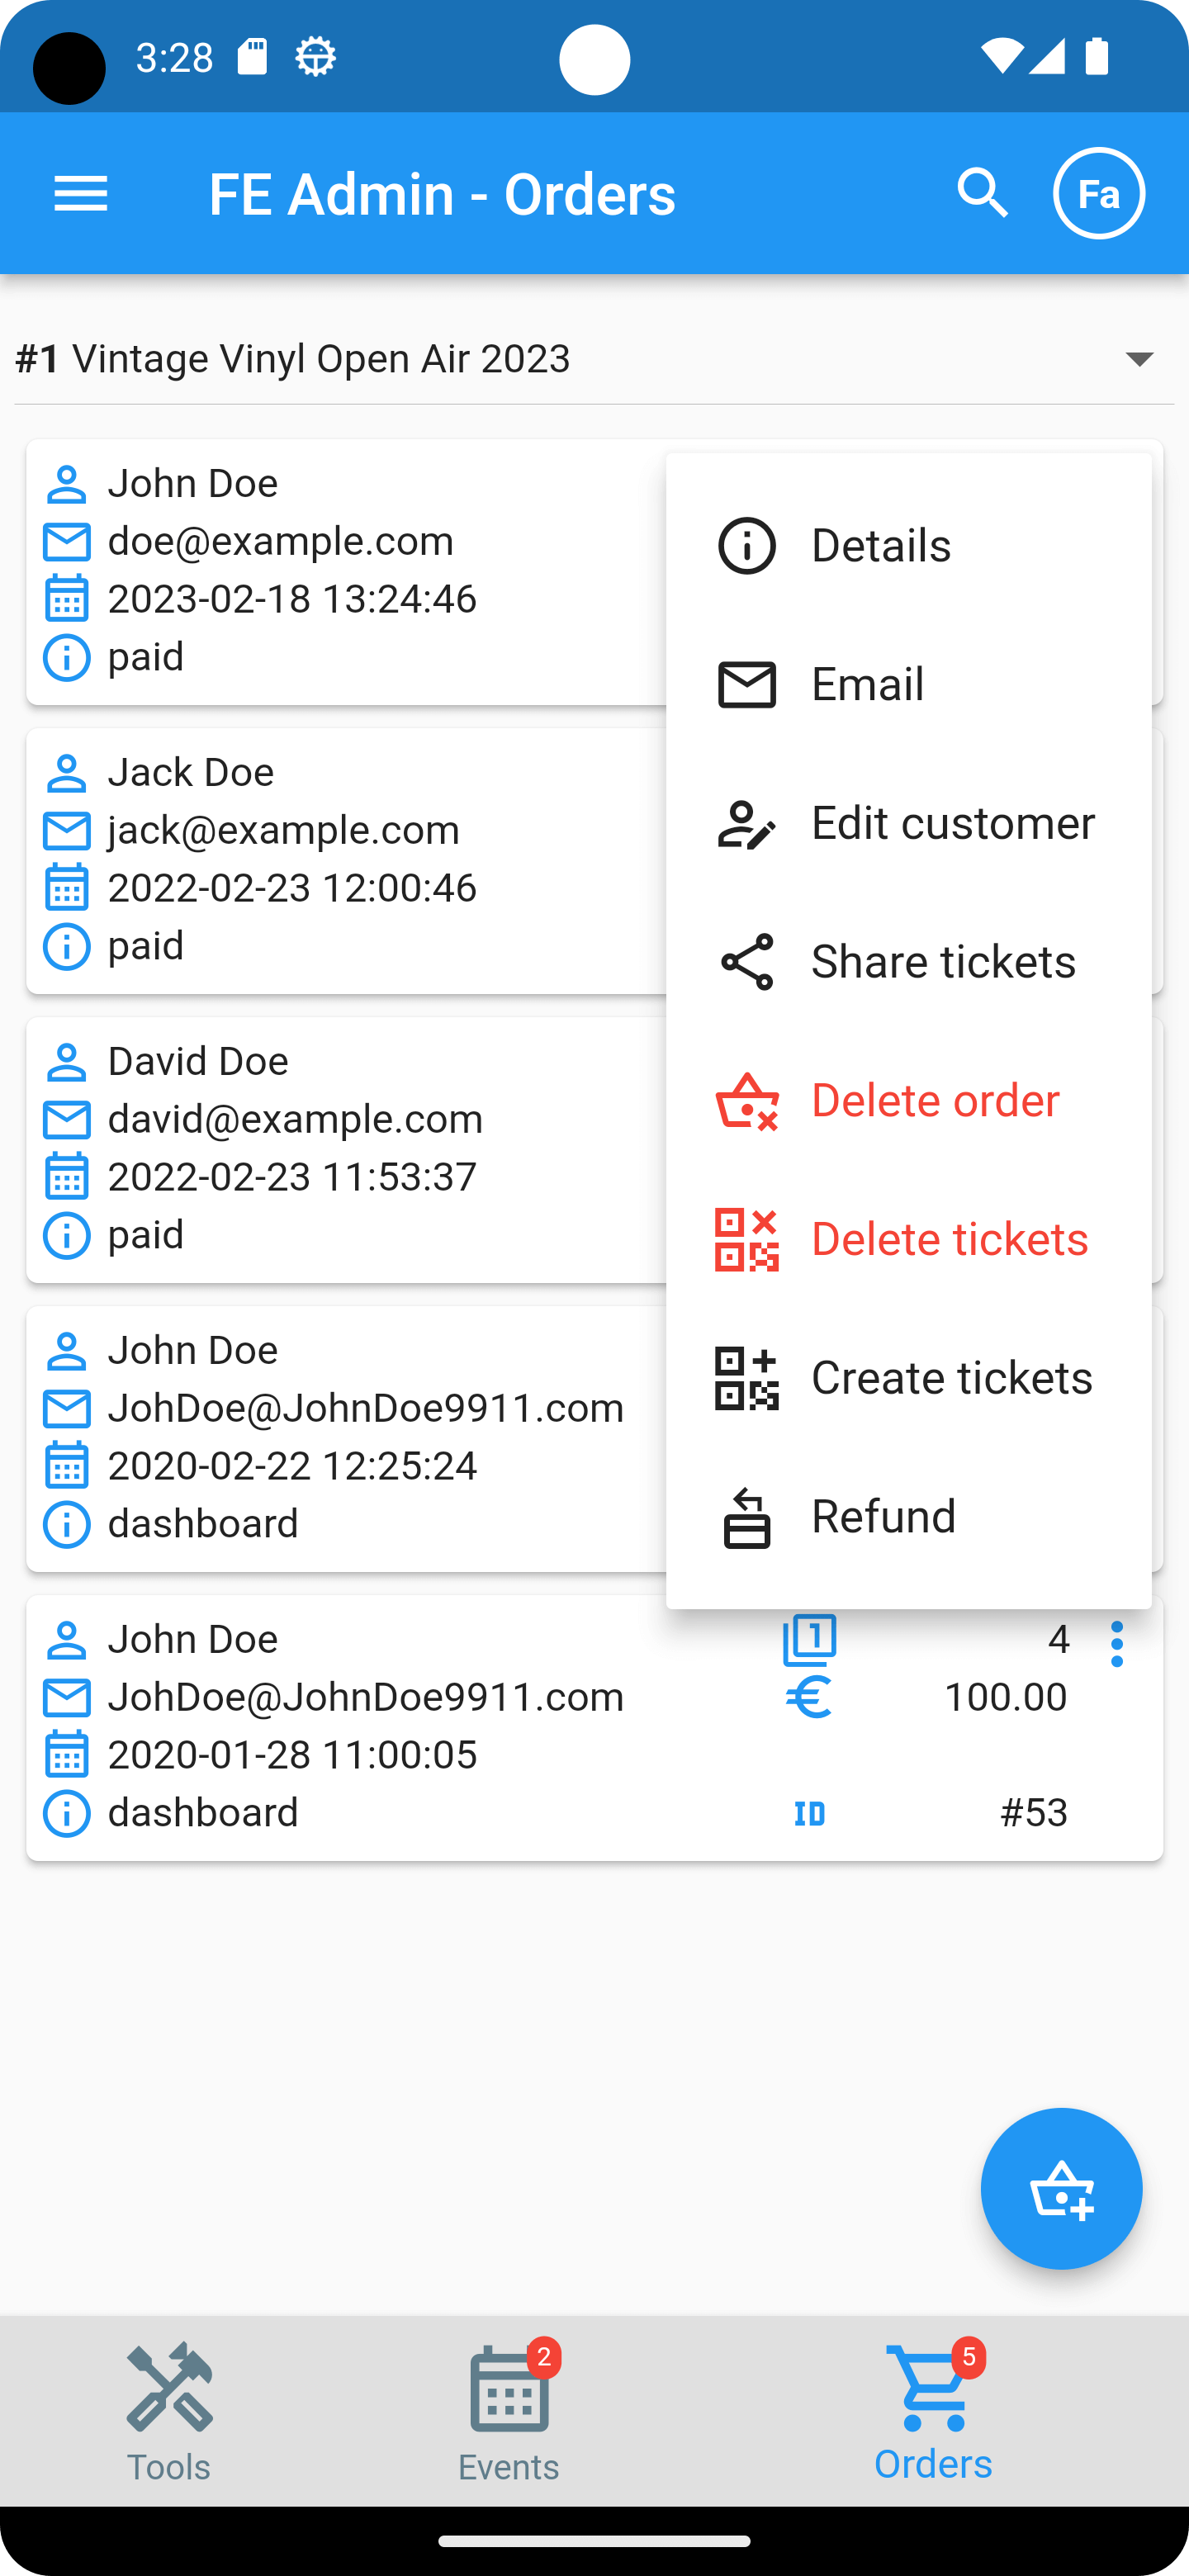 3:28
FE Admin - Orders
Fa
#1 Vintage Vinyl Open Air 2023
John Doe
doe@example.com
2023-02-18 13:24:46
paid
Jack Doe
jack@example.com
2022-02-23 12:00:46
paid
David Doe
david@example.com
2022-02-23 11:53:37
paid
John Doe
JohDoe@JohnDoe9911.com
2020-02-22 12:25:24
dashboard
Details
Email
Edit customer
Share tickets
Delete order
Delete tickets
Create tickets
Refund
John Doe 1 4
JohDoe@JohnDoe9911.com € 100.00
2020-01-28 11:00:05
dashboard ID #53
Tools
2
Events
5
Orders